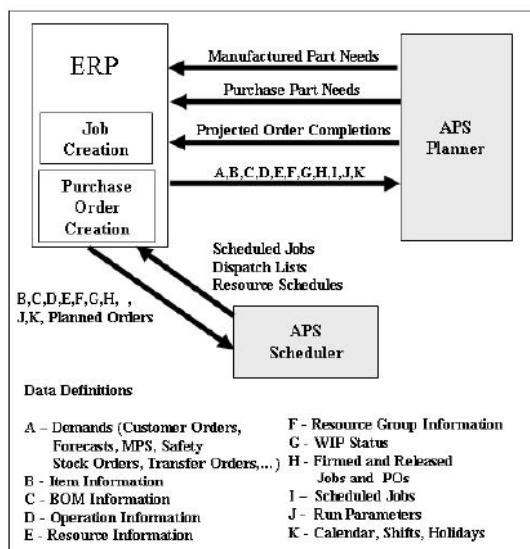 ERP
Job
Creation
Purchase
Order
Creation
Manufactured Part Needs
Purchase Part Needs
Projected Order Completions
A,B,C,D,E,F,G,H,I,J,K
APS
Planner
Scheduled Jobs
Dispatch Lists
Resource Schedules
B,C,D,E,F,G,H, ,
J,K, Planned Orders
APS
Scheduler
Data Definitions
A – Demands (Customer Orders,
Forecasts, MPS, Safety
Stock Orders, Transfer Orders,...)
B - Item Information
C - BOM Information
D - Operation Information
E - Resource Information
F - Resource Group Information
G - WIP Status
H - Firmed and Released
Jobs and POs
I – Scheduled Jobs
J - Run Parameters
K - Calendar, Shifts, Holidays